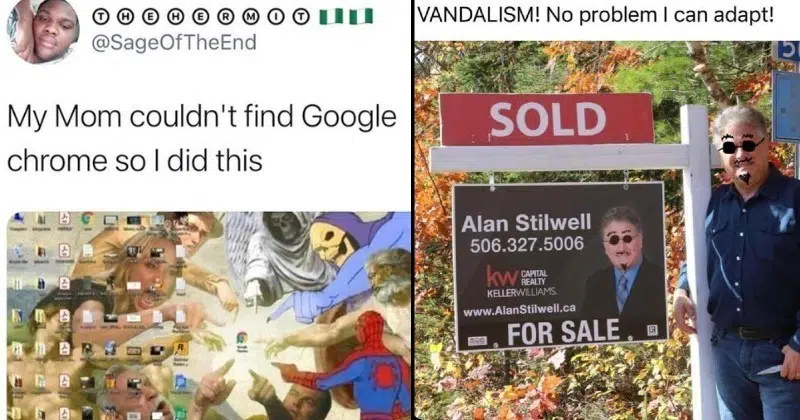 ⓉⒽⒺⒽⒺⓇⓂⒾⓉ 🇳🇬🇳🇬
@SageOfTheEnd
My Mom couldn't find Google
chrome so I did this
VANDALISM! No problem I can adapt!
SOLD
Alan Stilwell
506.327.5006
kw CAPITAL
REALTY
KELLERWILLIAMS.
www.AlanStilwell.ca
FOR SALE